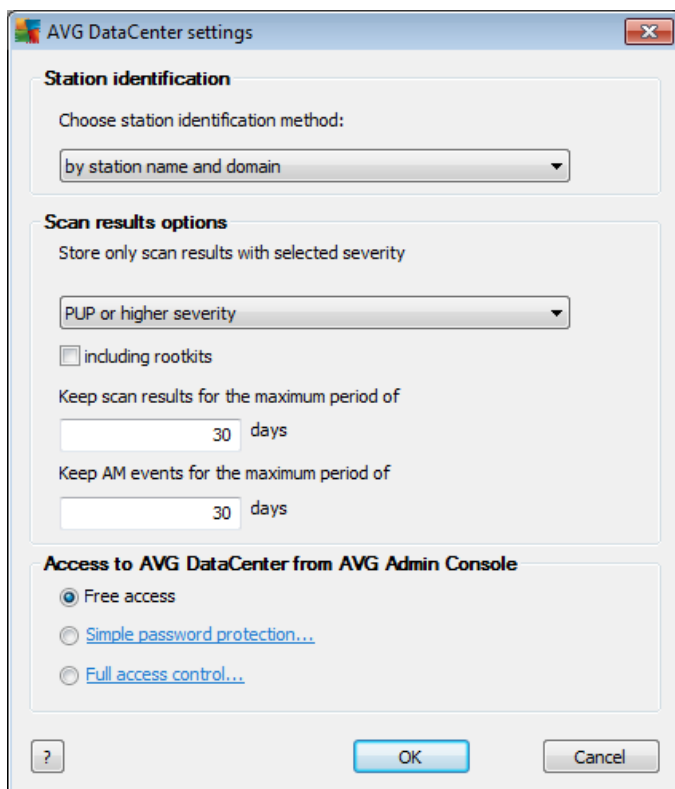 AVG DataCenter settings
Station identification
Choose station identification method:
by station name and domain
Scan results options
Store only scan results with selected severity
PUP or higher severity
including rootkits
Keep scan results for the maximum period of
30 days
Keep AM events for the maximum period of
30 days
Access to AVG DataCenter from AVG Admin Console
Free access
Simple password protection...
Full access control...
? OK Cancel